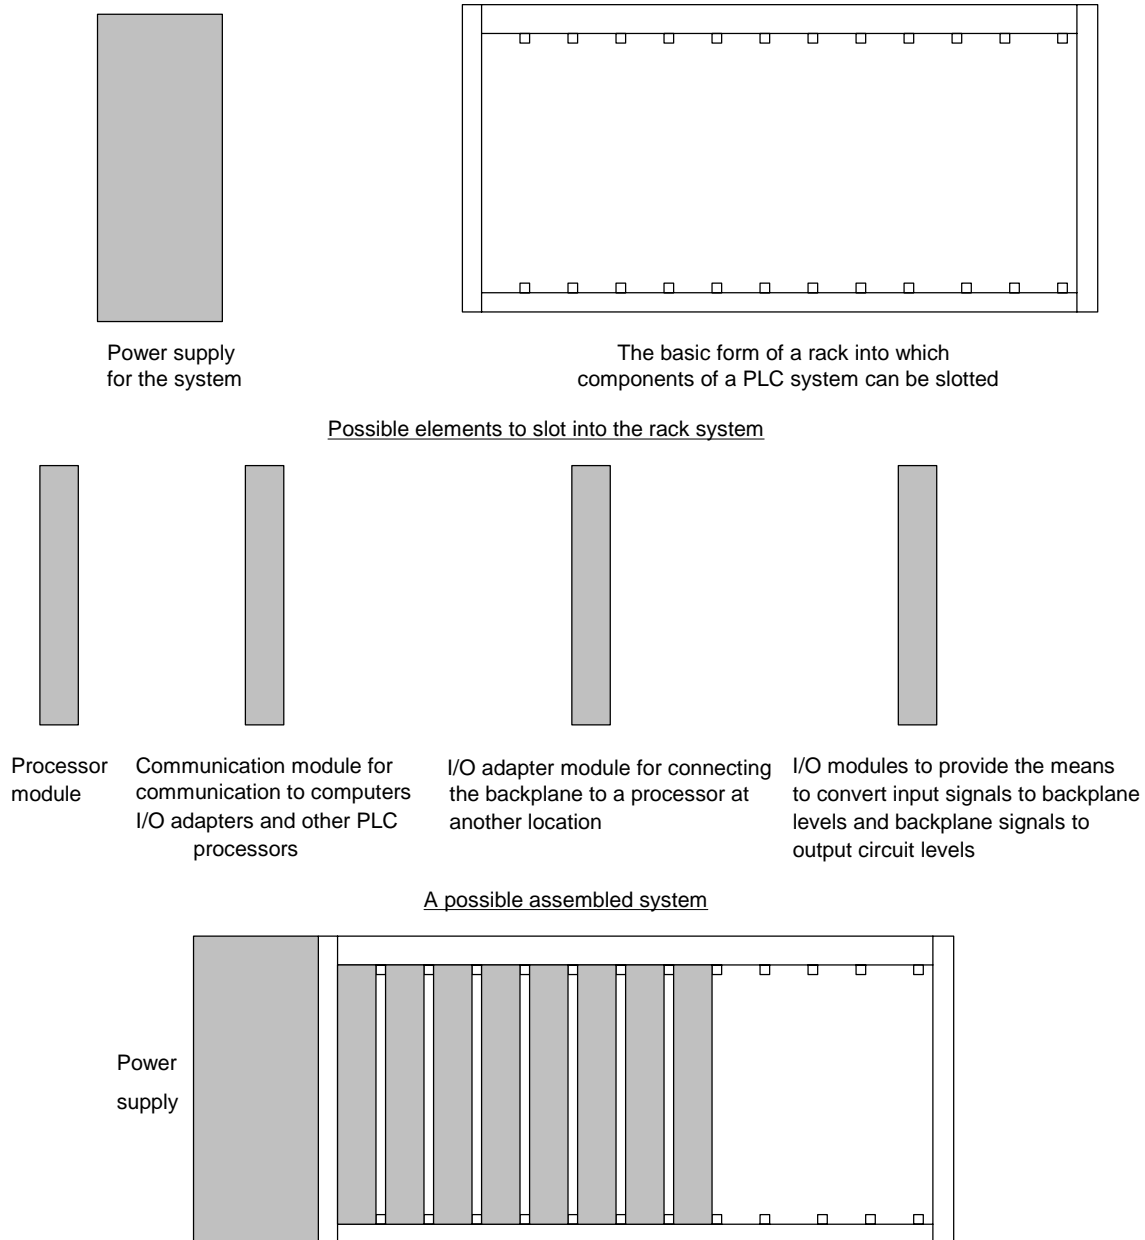 Power supply
for the system
The basic form of a rack into which
components of a PLC system can be slotted
Possible elements to slot into the rack system
Processor
module
Communication module for
communication to computers
I/O adapters and other PLC
processors
I/O adapter module for connecting
the backplane to a processor at
another location
I/O modules to provide the means
to convert input signals to backplane
levels and backplane signals to
output circuit levels
A possible assembled system
Power
supply